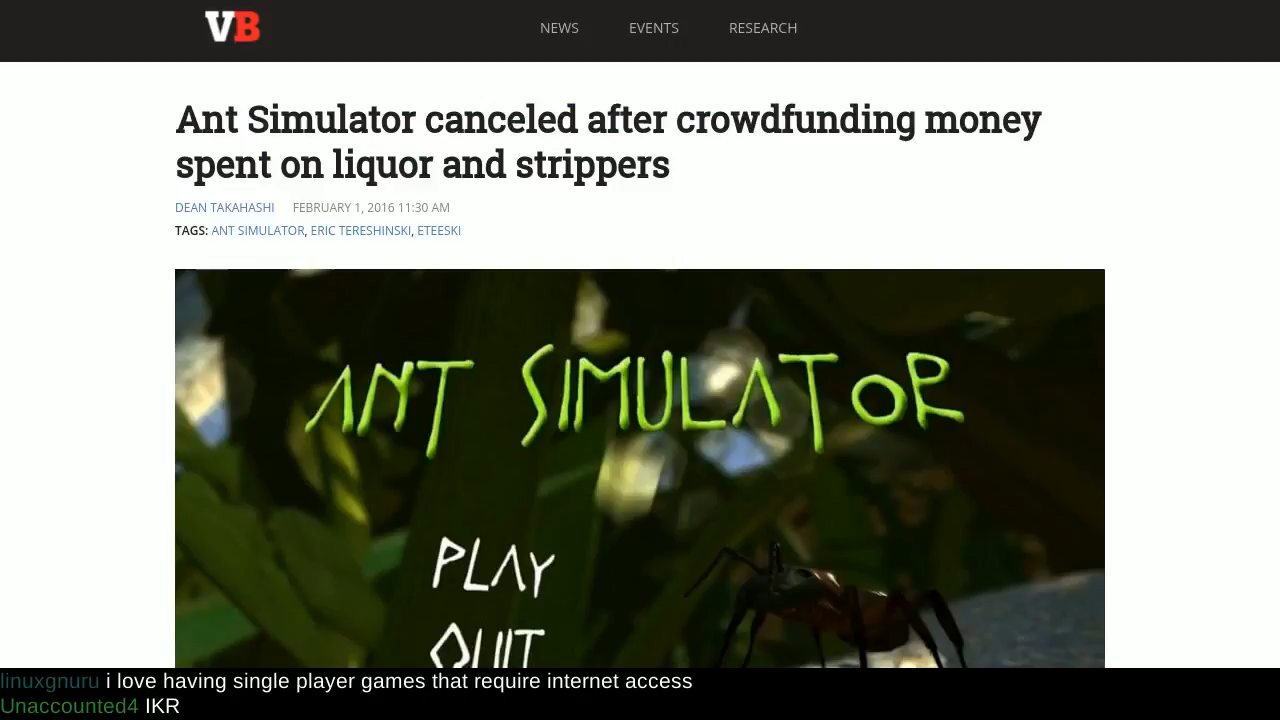 VB NEWS EVENTS RESEARCH
Ant Simulator canceled after crowdfunding money
spent on liquor and strippers
DEAN TAKAHASHI FEBRUARY 1, 2016 11:30 AM
TAGS: ANT SIMULATOR, ERIC TERESHINSKI, ETEESKI
ANT SIMULATOR
PLAY
QUIT
linuxgnuru i love having single player games that require internet access
Unaccounted4 IKR